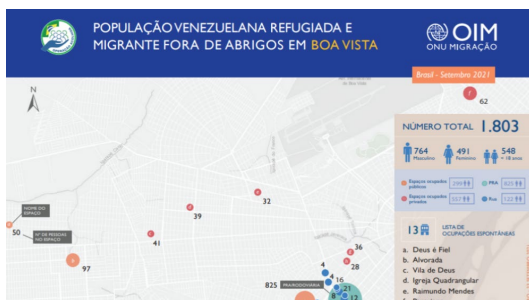 POPULAÇÃO VENEZUELANA REFUGIADA E
MIGRANTE FORA DE ABRIGOS EM BOA VISTA
OIM
ONU MIGRAÇÃO
Brasil - Setembro 2021
N
62
NÚMERO TOTAL 1.803
764
Masculino
491
Feminino
548
< 18 anos
Espaços ocupados
públicos
PRA
825
Espaços ocupados
privados
Rua
13
LISTA DE
OCUPAÇÕES ESPONTÂNEAS
a. Deus é Fiel
b. Alvorada
c. Vila de Deus
d. Igreja Quadrangular
e. Raimundo Mendes
NOME DO
ESPAÇO
50
Nº DE PESSOAS
NO ESPAÇO
97
41
39
32
36
28
4
4
16
21
8
12
825